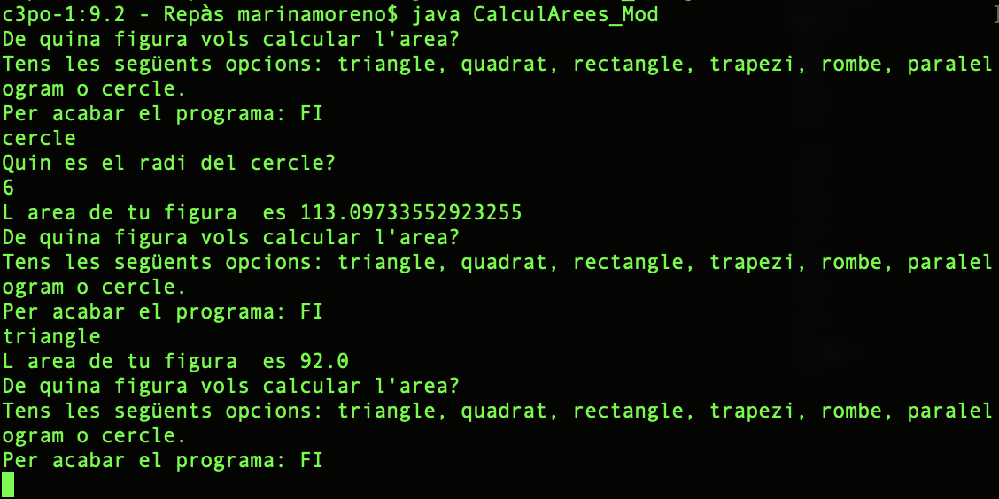 c3po-1:9.2 - Repàs marinamoreno$ java CalculArees_Mod
De quina figura vols calcular l'area?
Tens les següents opcions: triangle, quadrat, rectangle, trapezi, rombe, paralel
ogram o cercle.
Per acabar el programa: FI
cercle
Quin es el radi del cercle?
6
L area de tu figura  es 113.09733552923255
De quina figura vols calcular l'area?
Tens les següents opcions: triangle, quadrat, rectangle, trapezi, rombe, paralel
ogram o cercle.
Per acabar el programa: FI
triangle
L area de tu figura  es 92.0
De quina figura vols calcular l'area?
Tens les següents opcions: triangle, quadrat, rectangle, trapezi, rombe, paralel
ogram o cercle.
Per acabar el programa: FI